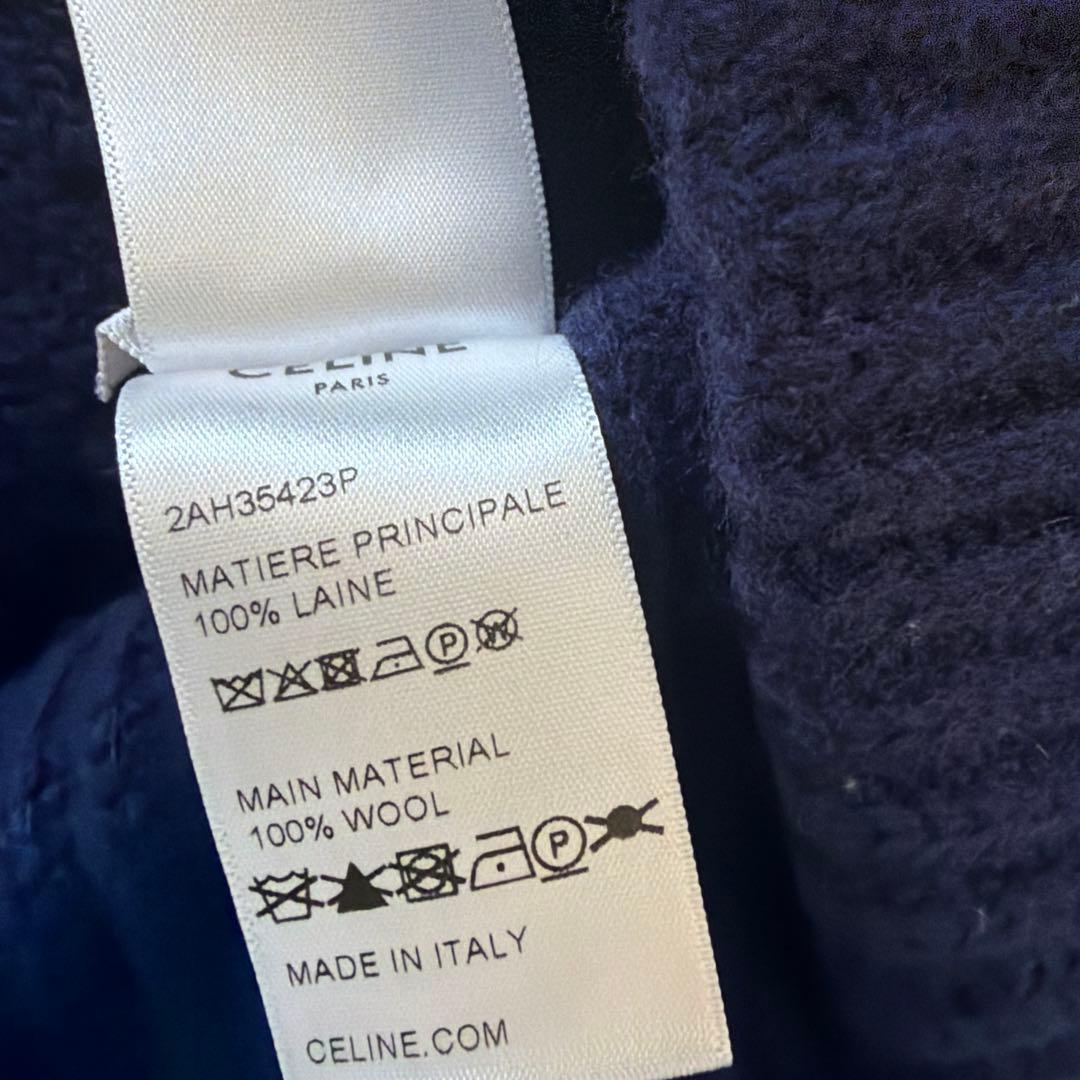 CELINE
PARIS
2AH35423P
MATIERE PRINCIPALE
100% LAINE
P W
MAIN MATERIAL
100% WOOL
P
MADE IN ITALY
CELINE.COM